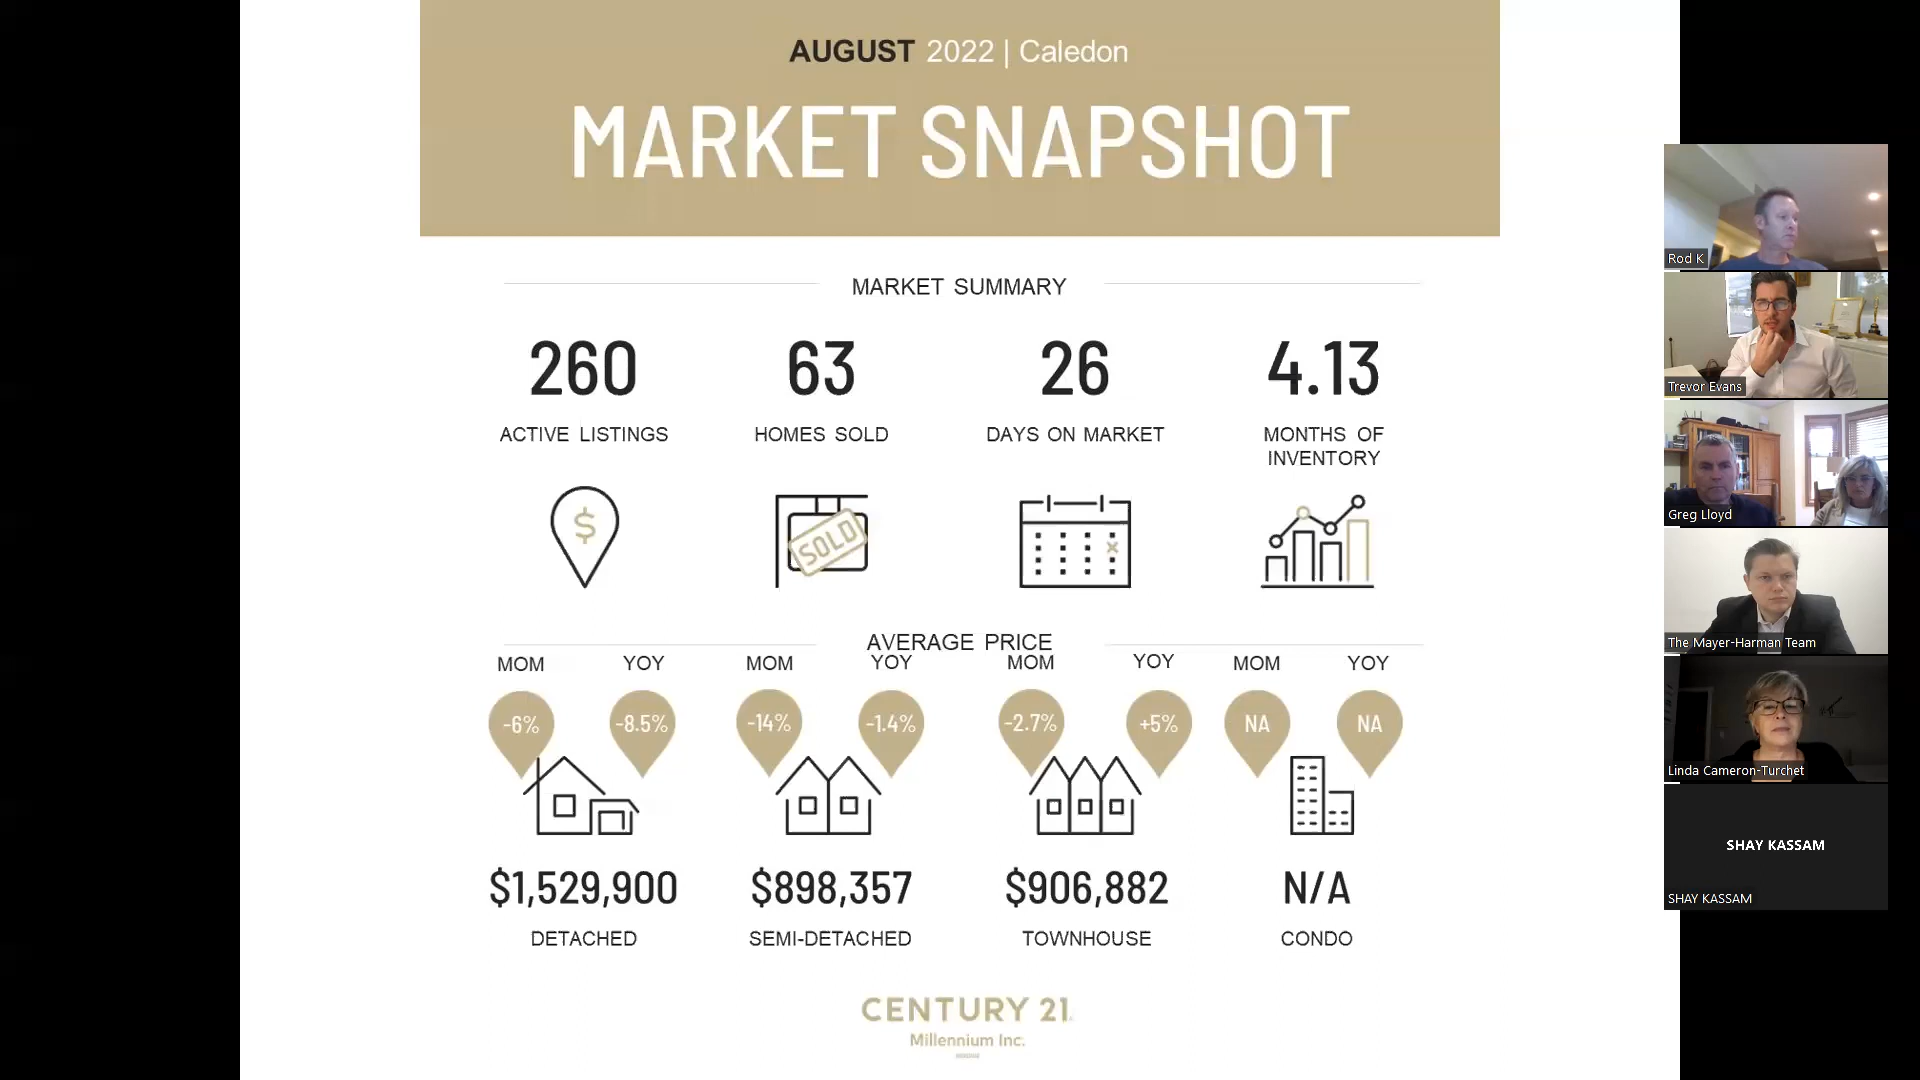 AUGUST 2022 | Caledon
MARKET SNAPSHOT
MARKET SUMMARY
260 63 26 4.13
ACTIVE LISTINGS HOMES SOLD DAYS ON MARKET MONTHS OF
INVENTORY
$ SOLD
AVERAGE PRICE
MOM YOY MOM YOY MOM YOY MOM YOY
-6% -8.5% -14% -1.4% -2.7% +5% NA NA
$1,529,900 $898,357 $906,882 N/A
DETACHED SEMI-DETACHED TOWNHOUSE CONDO
CENTURY 21
Millennium Inc.
Rod K
Trevor Evans
Greg Lloyd
The Mayer-Harman Team
Linda Cameron-Turchet
SHAY KASSAM
SHAY KASSAM